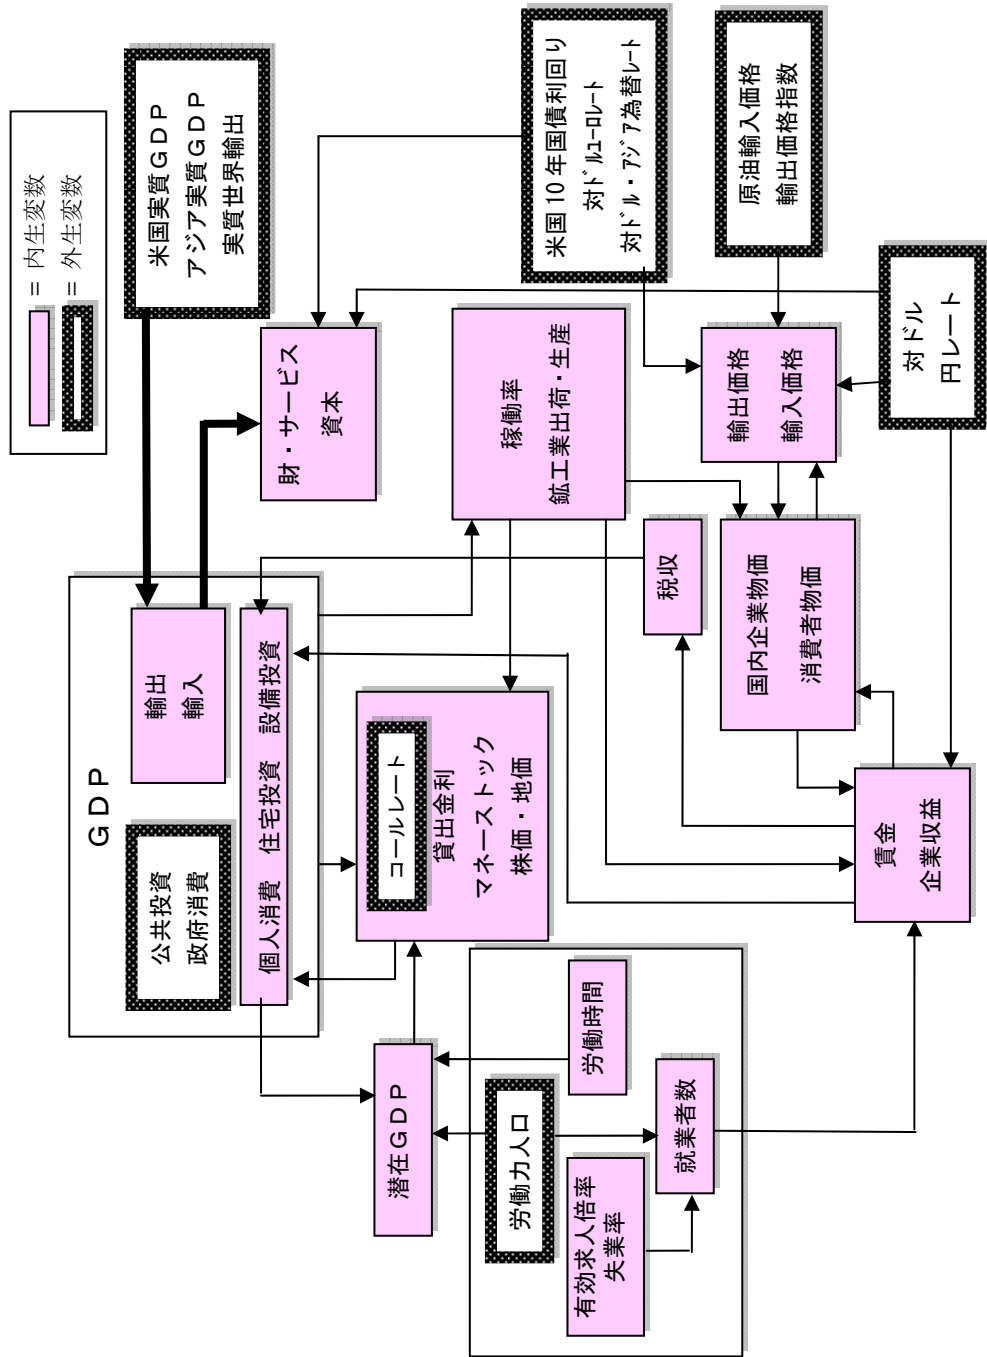 = 内生変数
= 外生変数
米国実質GDP
アジア実質GDP
実質世界輸出
米国10年国債利回り
対ドルユーロレート
対ドル・アジア為替レート
原油輸入価格
輸出価格指数
対ドル
円レート
財・サービス
資本
稼働率
鉱工業出荷・生産
輸出価格
輸入価格
GDP
輸出
輸入
公共投資
政府消費
個人消費 住宅投資 設備投資
コールレート
貸出金利
マネーストック
株価・地価
税収
国内企業物価
消費者物価
賃金
企業収益
潜在GDP
労働力人口
労働時間
有効求人倍率
失業率
就業者数